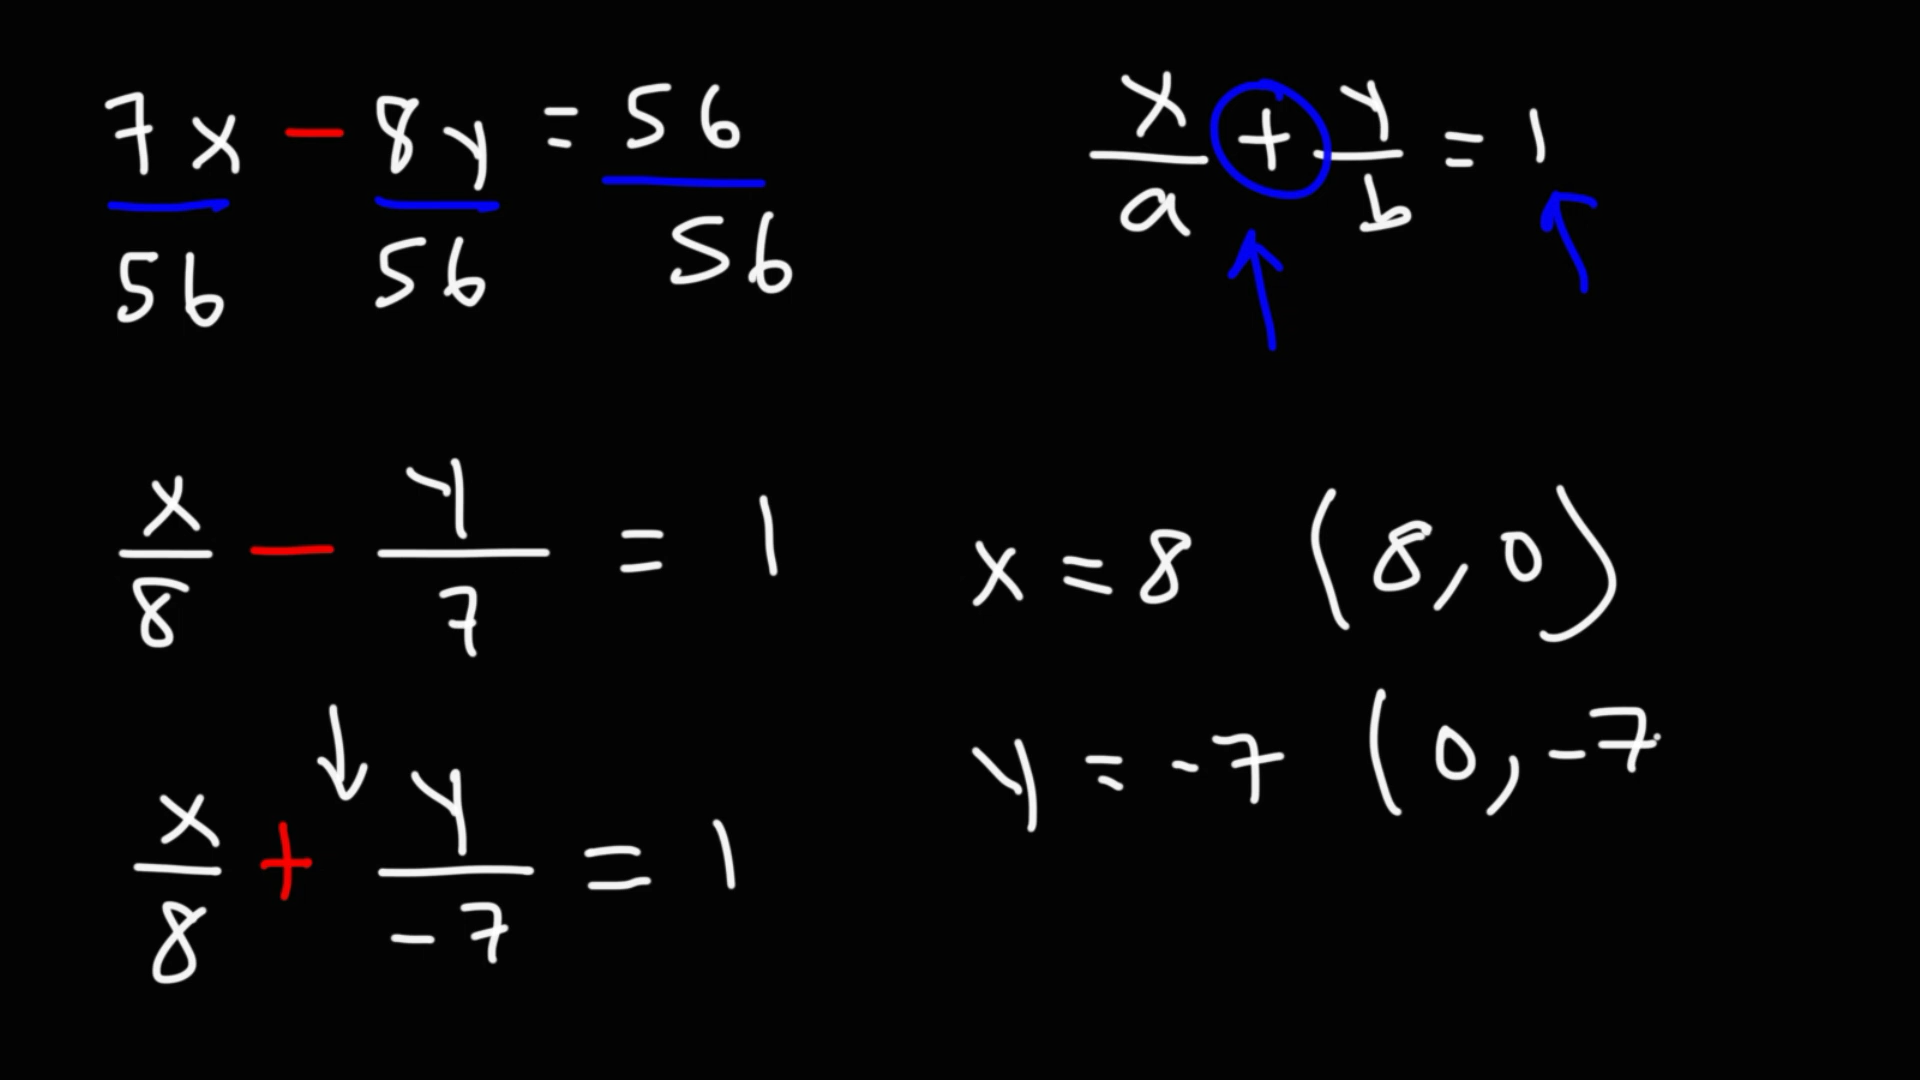 7x - 8y = 56
56 56 56
x/a + y/b = 1
x/8 - y/7 = 1
x = 8 (8, 0)
x/8 + y/-7 = 1
y = -7 (0, -7